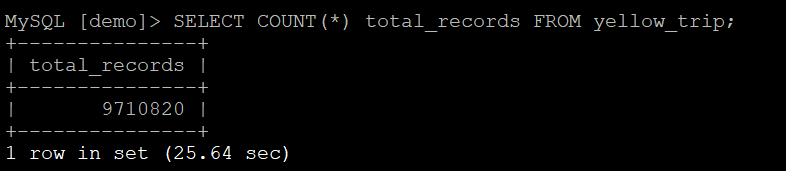 MySQL [demo]> SELECT COUNT(*) total_records FROM yellow_trip;
+---------------+
| total_records |
+---------------+
|       9710820 |
+---------------+
1 row in set (25.64 sec)